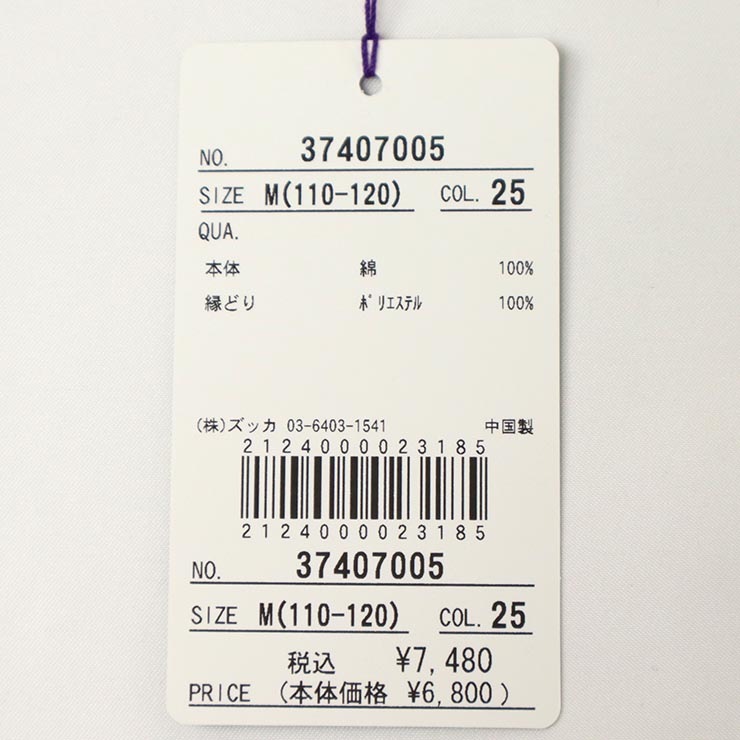 NO. 37407005
SIZE M(110-120) COL. 25
QUA.
本体 綿 100%
縁どり ﾎﾟﾘｴｽﾃﾙ 100%
(株)ズッカ 03-6403-1541 中国製
2124000023185
2124000023185
NO. 37407005
SIZE M(110-120) COL. 25
税込 ¥7,480
PRICE (本体価格 ¥6,800)